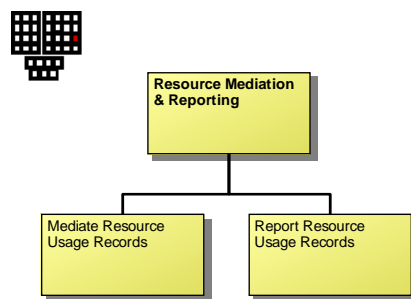 Resource Mediation
& Reporting
Mediate Resource
Usage Records
Report Resource
Usage Records